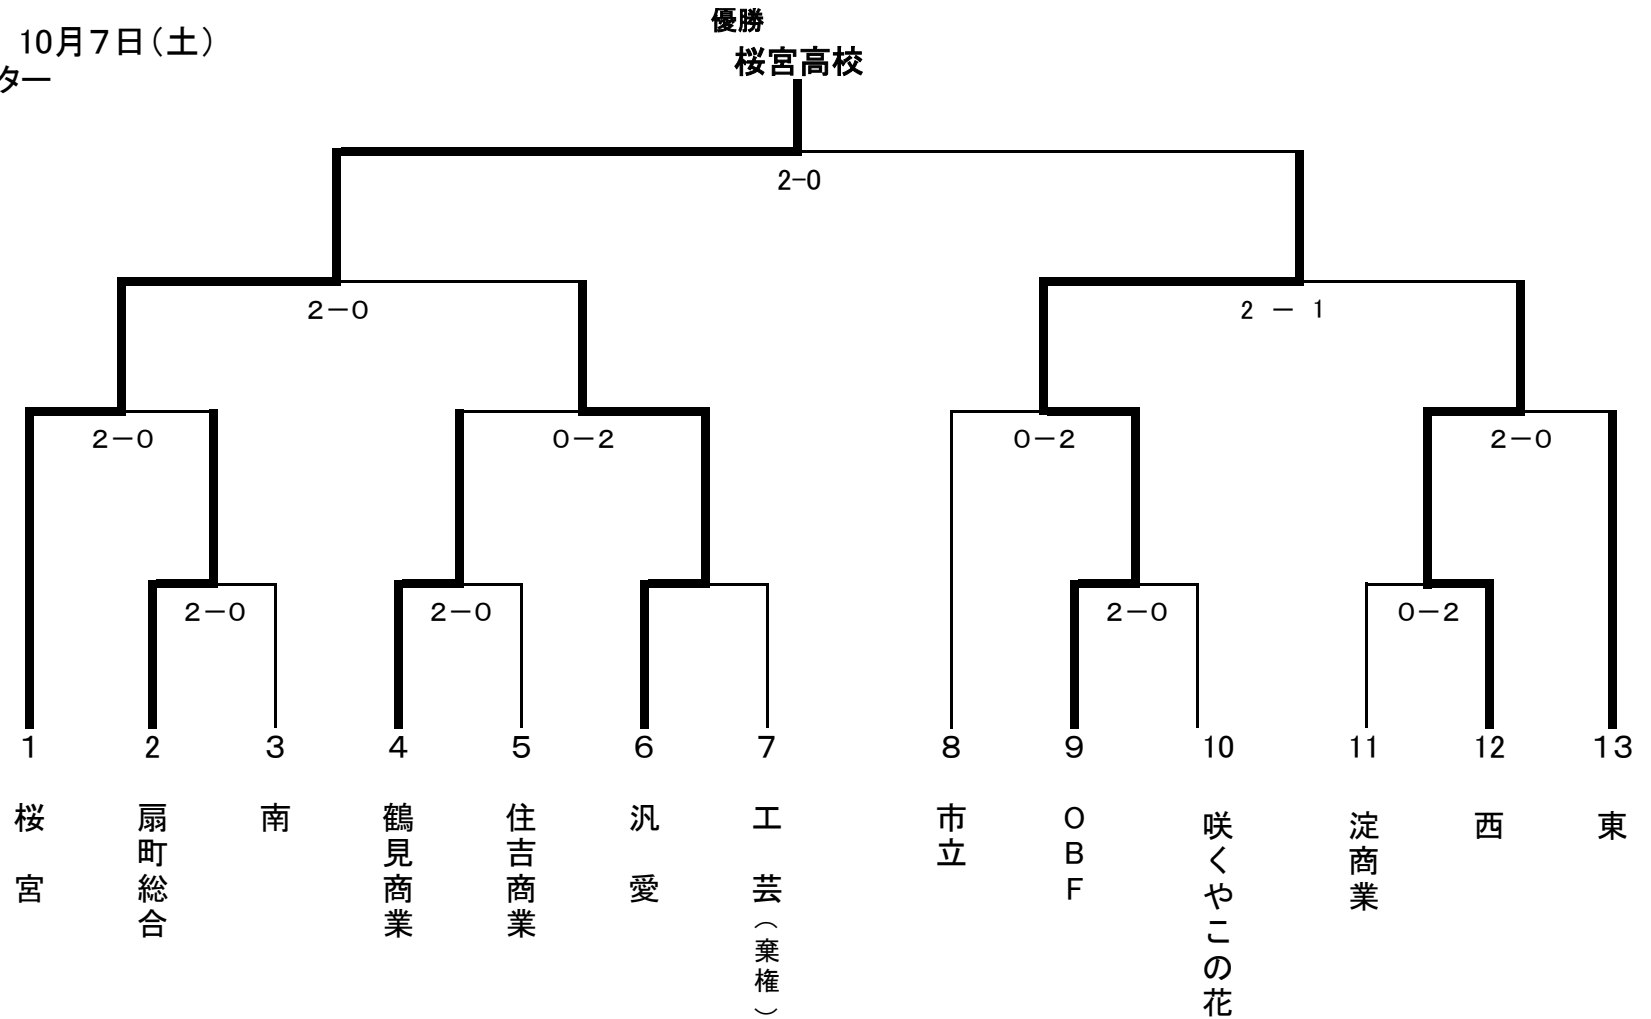 優勝
10月7日（土）
桜宮高校
ター
2-0
2－0
2 － 1
2－0
0－2
0－2
2－0
2－0
2－0
2－0
0－2
1
2
3
4
5
6
7
8
9
10
11
12
13
桜宮
扇町総合
南
鶴見商業
住吉商業
汎愛
工芸（棄権）
市立
OBF
咲くやこの花
淀商業
西
東